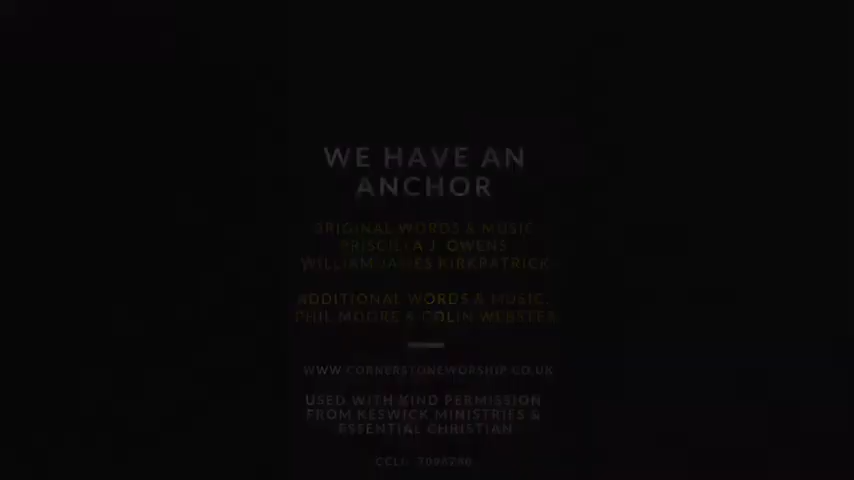 WE HAVE AN
ANCHOR
ORIGINAL WORDS & MUSIC
PRISCILLA J. OWENS
WILLIAM JAMES KIRKPATRICK
ADDITIONAL WORDS & MUSIC:
PHIL MOORE & COLIN WEBSTER
WWW.CORNERSTONEWORSHIP.CO.UK
USED WITH KIND PERMISSION
FROM KESWICK MINISTRIES &
ESSENTIAL CHRISTIAN
CCLI: